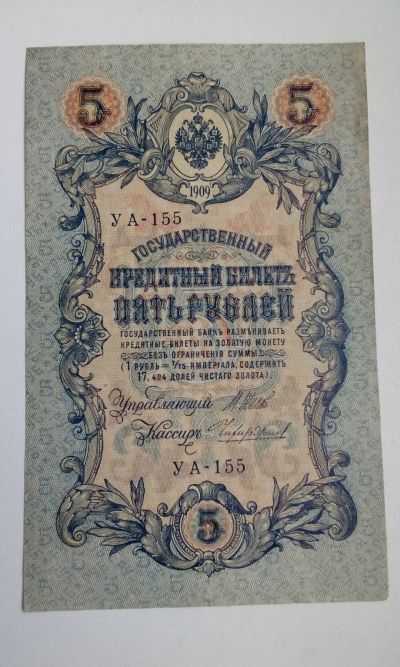 5 5
1909
УА-155
ГОСУДАРСТВЕННЫЙ
КРЕДИТНЫЙ БИЛЕТЪ
ПЯТЬ РУБЛЕЙ
ГОСУДАРСТВЕННЫЙ БАНКЪ РАЗМѢНИВАЕТЪ
КРЕДИТНЫЕ БИЛЕТЫ НА ЗОЛОТУЮ МОНЕТУ
БЕЗЪ ОГРАНИЧЕНІЯ СУММЫ
(1 РУБЛЬ = 1/15 ИМПЕРІАЛА, СОДЕРЖИТЪ
17,424 ДОЛЕЙ ЧИСТАГО ЗОЛОТА).
Управляющій
Кассиръ
УА-155
5